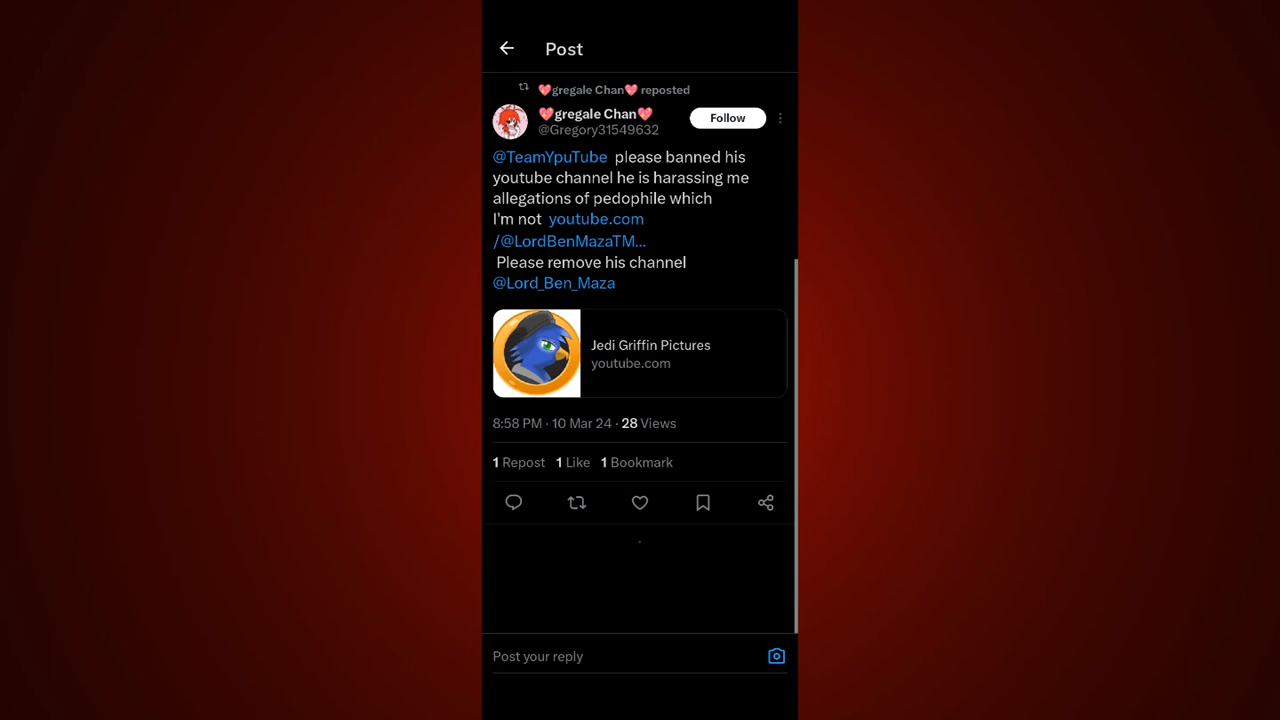 Post
💖gregale Chan💖 reposted
💖gregale Chan💖
Follow
@Gregory31549632
@TeamYpuTube please banned his
youtube channel he is harassing me
allegations of pedophile which
I'm not youtube.com
/@LordBenMazaTM...
Please remove his channel
@Lord_Ben_Maza
Jedi Griffin Pictures
youtube.com
8:58 PM · 10 Mar 24 · 28 Views
1 Repost 1 Like 1 Bookmark
Post your reply